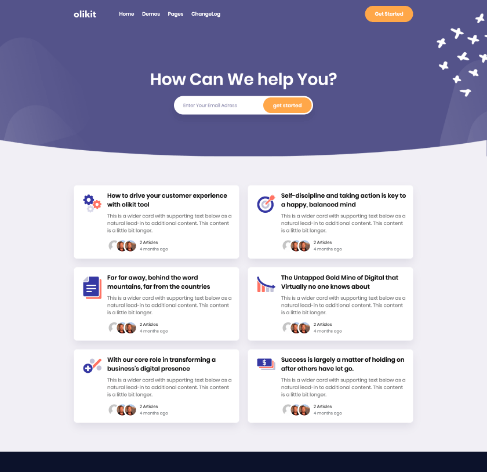 olikit
Home Demos Pages ChangeLog
Get Started
How Can We help You?
Enter Your Email Adress
get started
How to drive your customer experience
with olikit tool
This is a wider card with supporting text below as a
natural lead-in to additional content. This content
is a little bit longer.
2 Articles
4 months ago
Self-discipline and taking action is key to
a happy, balanced mind
This is a wider card with supporting text below as a
natural lead-in to additional content. This content
is a little bit longer.
2 Articles
4 months ago
Far far away, behind the word
mountains, far from the countries
This is a wider card with supporting text below as a
natural lead-in to additional content. This content
is a little bit longer.
2 Articles
4 months ago
The Untapped Gold Mine of Digital that
Virtually no one knows about
This is a wider card with supporting text below as a
natural lead-in to additional content. This content
is a little bit longer.
2 Articles
4 months ago
With our core role in transforming a
business's digital presence
This is a wider card with supporting text below as a
natural lead-in to additional content. This content
is a little bit longer.
2 Articles
4 months ago
Success is largely a matter of holding on
after others have let go.
This is a wider card with supporting text below as a
natural lead-in to additional content. This content
is a little bit longer.
2 Articles
4 months ago